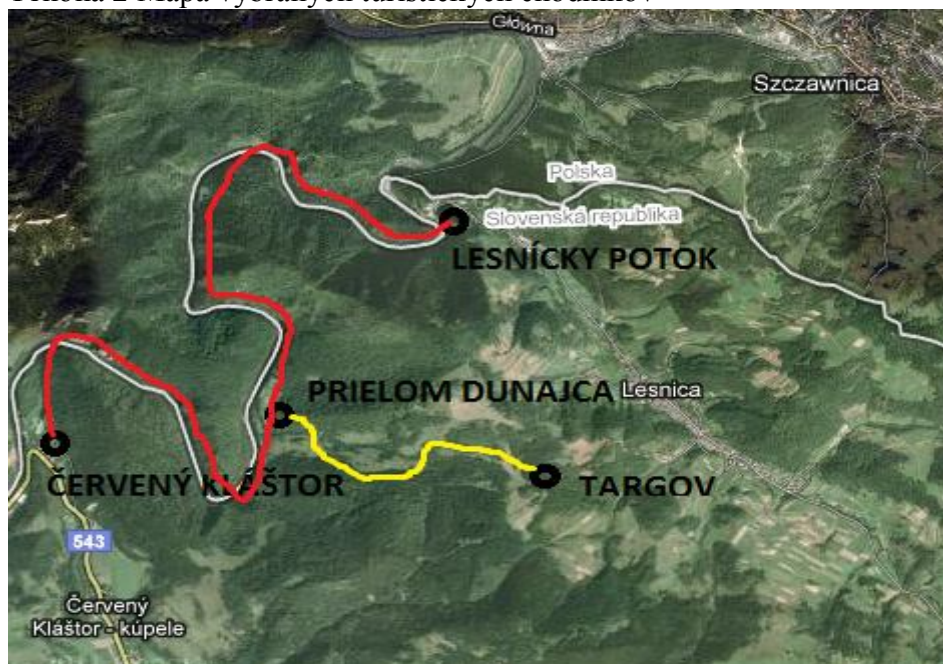 Główna
Szczawnica
Polska
Slovenská republika
LESNÍCKY POTOK
PRIELOM DUNAJCA
Lesnica
ČERVENÝ KLÁŠTOR
TARGOV
543
Červený
Kláštor - kúpele